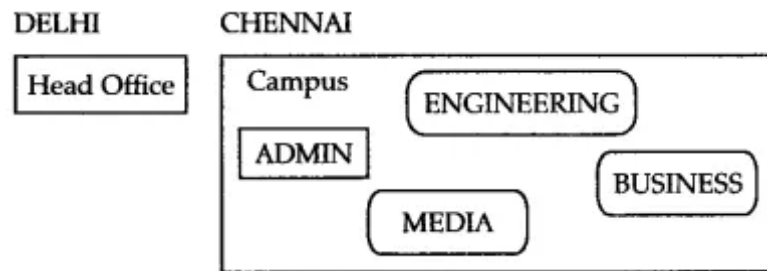 DELHI
CHENNAI
Head Office
Campus
ENGINEERING
ADMIN
BUSINESS
MEDIA